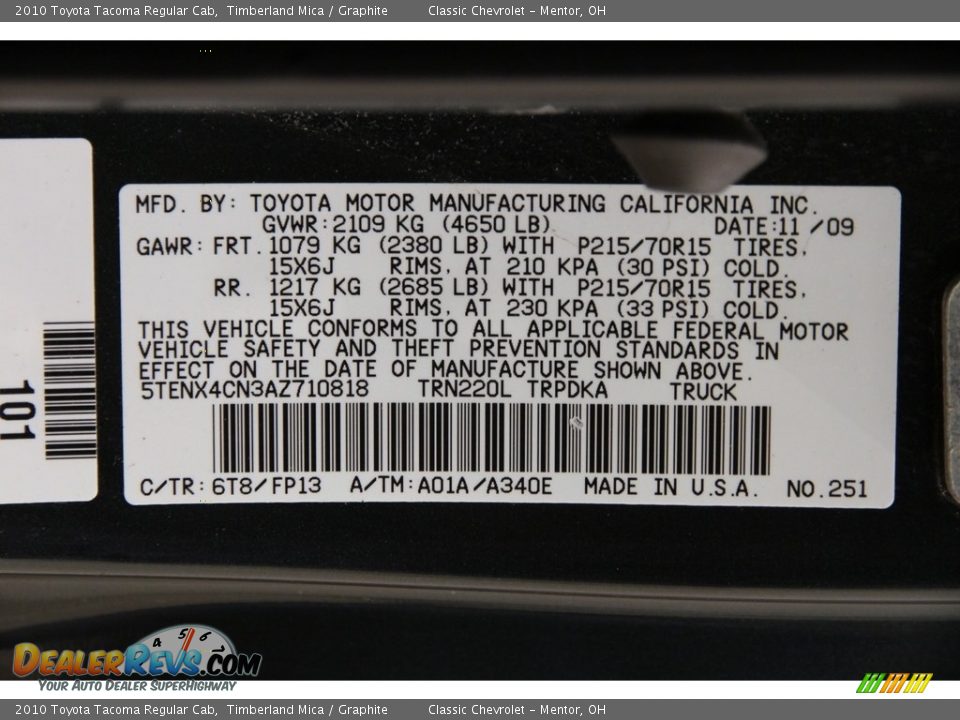 2010 Toyota Tacoma Regular Cab, Timberland Mica / Graphite Classic Chevrolet - Mentor, OH
MFD. BY: TOYOTA MOTOR MANUFACTURING CALIFORNIA INC.
GVWR:2109 KG (4650 LB) DATE:11 /09
GAWR: FRT. 1079 KG (2380 LB) WITH P215/70R15 TIRES,
15X6J RIMS, AT 210 KPA (30 PSI) COLD.
RR. 1217 KG (2685 LB) WITH P215/70R15 TIRES,
15X6J RIMS, AT 230 KPA (33 PSI) COLD.
THIS VEHICLE CONFORMS TO ALL APPLICABLE FEDERAL MOTOR
VEHICLE SAFETY AND THEFT PREVENTION STANDARDS IN
EFFECT ON THE DATE OF MANUFACTURE SHOWN ABOVE.
5TENX4CN3AZ710818 TRN220L TRPDKA TRUCK
C/TR: 6T8/FP13 A/TM: A01A/A340E MADE IN U.S.A. NO.251
101
4 5 6
DEALERREVS.COM
YOUR AUTO DEALER SUPERHIGHWAY
2010 Toyota Tacoma Regular Cab, Timberland Mica / Graphite Classic Chevrolet - Mentor, OH